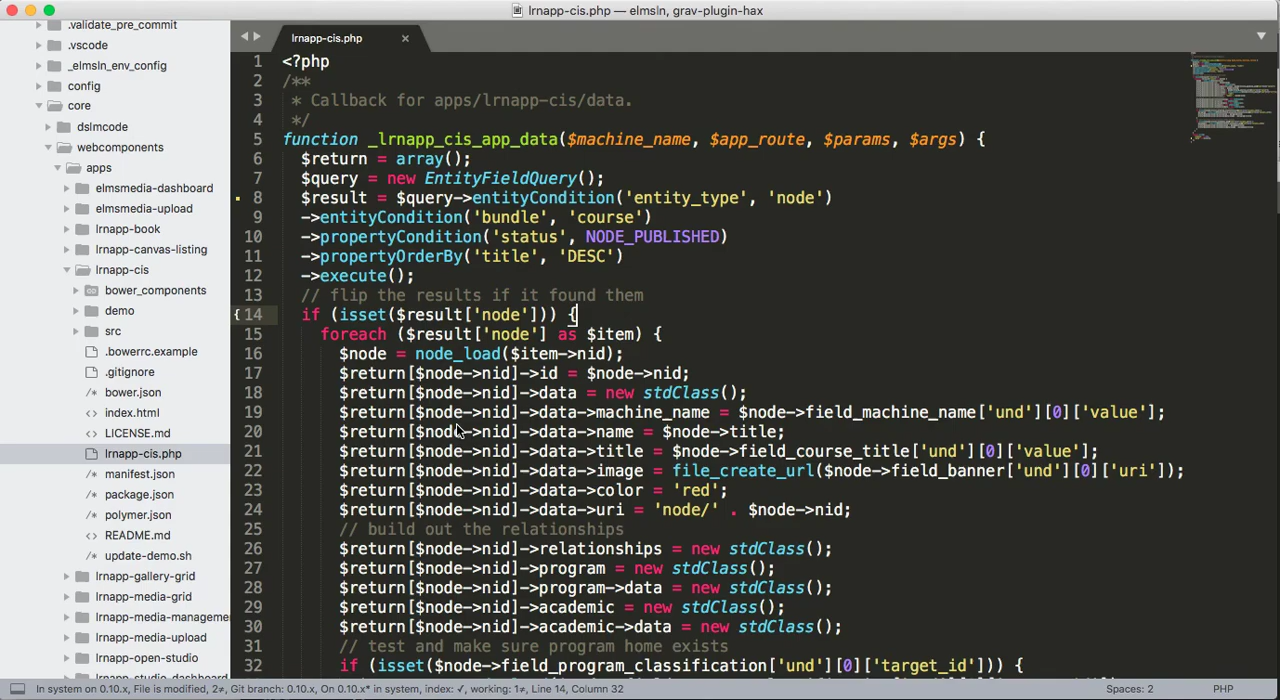 lrnapp-cis.php — elmsln, grav-plugin-hax
.validate_pre_commit
.vscode
_elmsln_env_config
config
core
dslmcode
webcomponents
apps
elmsmedia-dashboard
elmsmedia-upload
lrnapp-book
lrnapp-canvas-listing
lrnapp-cis
bower_components
demo
src
.bowerrc.example
.gitignore
bower.json
index.html
LICENSE.md
lrnapp-cis.php
manifest.json
package.json
polymer.json
README.md
update-demo.sh
lrnapp-gallery-grid
lrnapp-media-grid
lrnapp-media-manageme
lrnapp-media-upload
lrnapp-open-studio
lrnapp-cis.php ×
1 <?php
2 /**
3  * Callback for apps/lrnapp-cis/data.
4  */
5 function _lrnapp_cis_app_data($machine_name, $app_route, $params, $args) {
6   $return = array();
7   $query = new EntityFieldQuery();
8   $result = $query->entityCondition('entity_type', 'node')
9   ->entityCondition('bundle', 'course')
10   ->propertyCondition('status', NODE_PUBLISHED)
11   ->propertyOrderBy('title', 'DESC')
12   ->execute();
13   // flip the results if it found them
14   if (isset($result['node'])) {
15     foreach ($result['node'] as $item) {
16       $node = node_load($item->nid);
17       $return[$node->nid]->id = $node->nid;
18       $return[$node->nid]->data = new stdClass();
19       $return[$node->nid]->data->machine_name = $node->field_machine_name['und'][0]['value'];
20       $return[$node->nid]->data->name = $node->title;
21       $return[$node->nid]->data->title = $node->field_course_title['und'][0]['value'];
22       $return[$node->nid]->data->image = file_create_url($node->field_banner['und'][0]['uri']);
23       $return[$node->nid]->data->color = 'red';
24       $return[$node->nid]->data->uri = 'node/' . $node->nid;
25       // build out the relationships
26       $return[$node->nid]->relationships = new stdClass();
27       $return[$node->nid]->program = new stdClass();
28       $return[$node->nid]->program->data = new stdClass();
29       $return[$node->nid]->academic = new stdClass();
30       $return[$node->nid]->academic->data = new stdClass();
31       // test and make sure program home exists
32       if (isset($node->field_program_classification['und'][0]['target_id'])) {
In system on 0.10.x, File is modified, 2≠, Git branch: 0.10.x, On 0.10.x* in system, index: ✓, working: 1≠, Line 14, Column 32
Spaces: 2
PHP